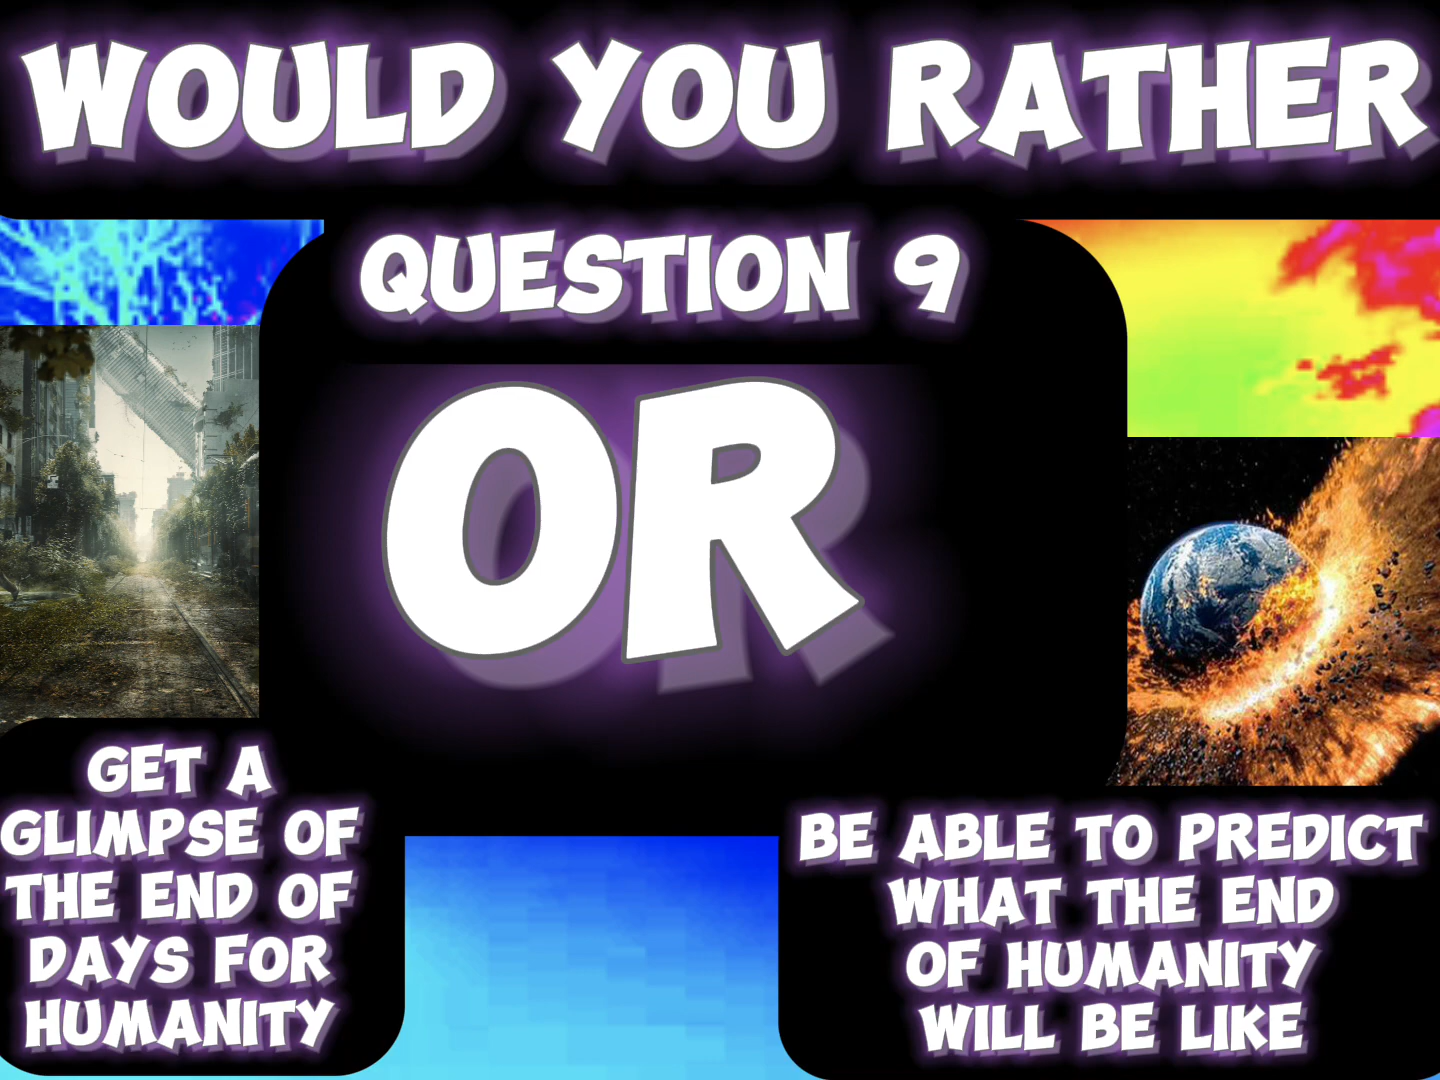 WOULD YOU RATHER
QUESTION 9
OR
GET A
GLIMPSE OF
THE END OF
DAYS FOR
HUMANITY
BE ABLE TO PREDICT
WHAT THE END
OF HUMANITY
WILL BE LIKE